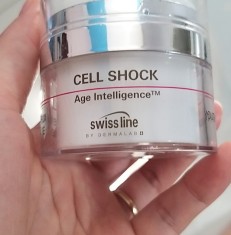 CELL SHOCK
Age Intelligence™
swiss line
BY DERMALAB